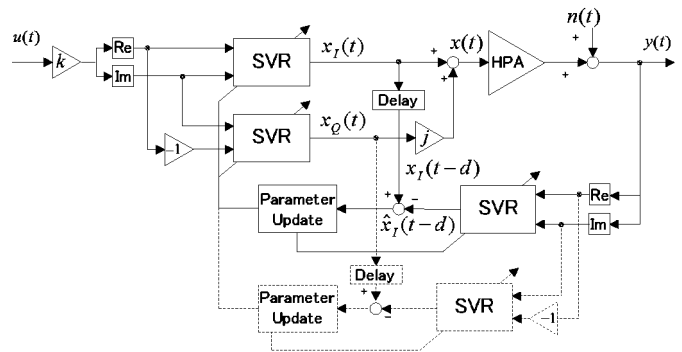 u(t)
k
Re
Im
SVR
x_I(t)
SVR
x_Q(t)
-1
Delay
j
+
+
x(t)
HPA
n(t)
+
+
y(t)
x_I(t-d)
Parameter
Update
+
-
x̂_I(t-d)
SVR
Re
Im
Delay
Parameter
Update
+
-
SVR
-1